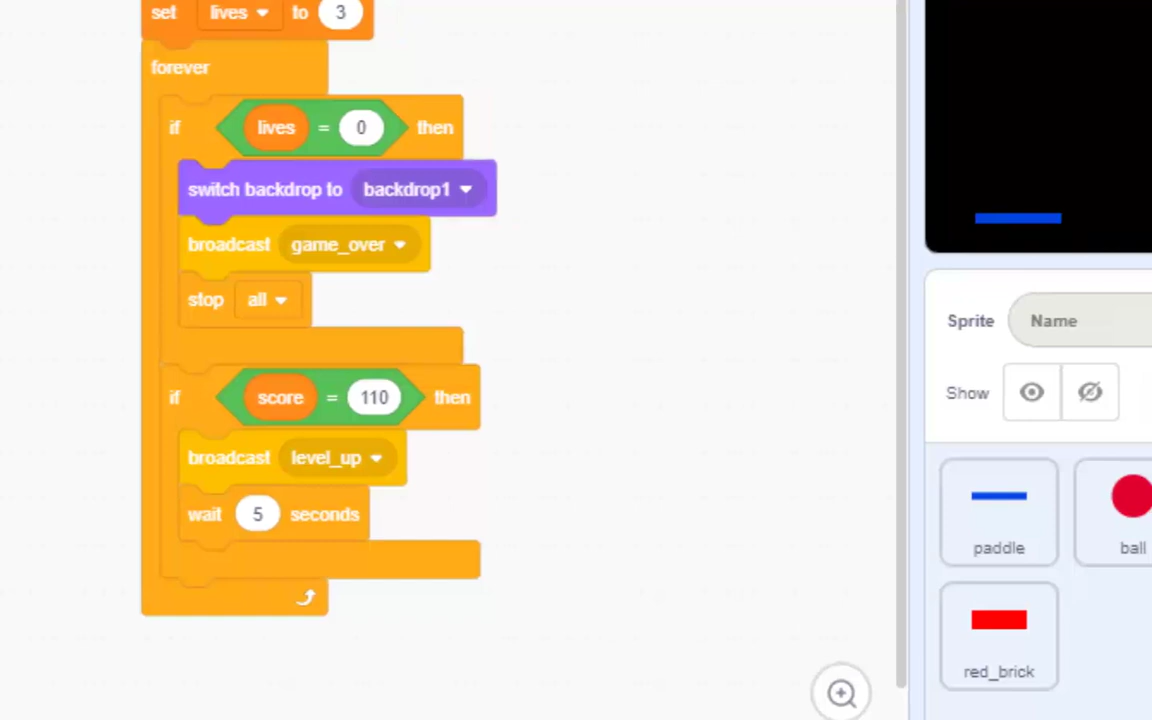 set lives to 3
forever
if lives = 0 then
switch backdrop to backdrop1
broadcast game_over
stop all
if score = 110 then
broadcast level_up
wait 5 seconds
Sprite Name
Show
paddle ball
red_brick